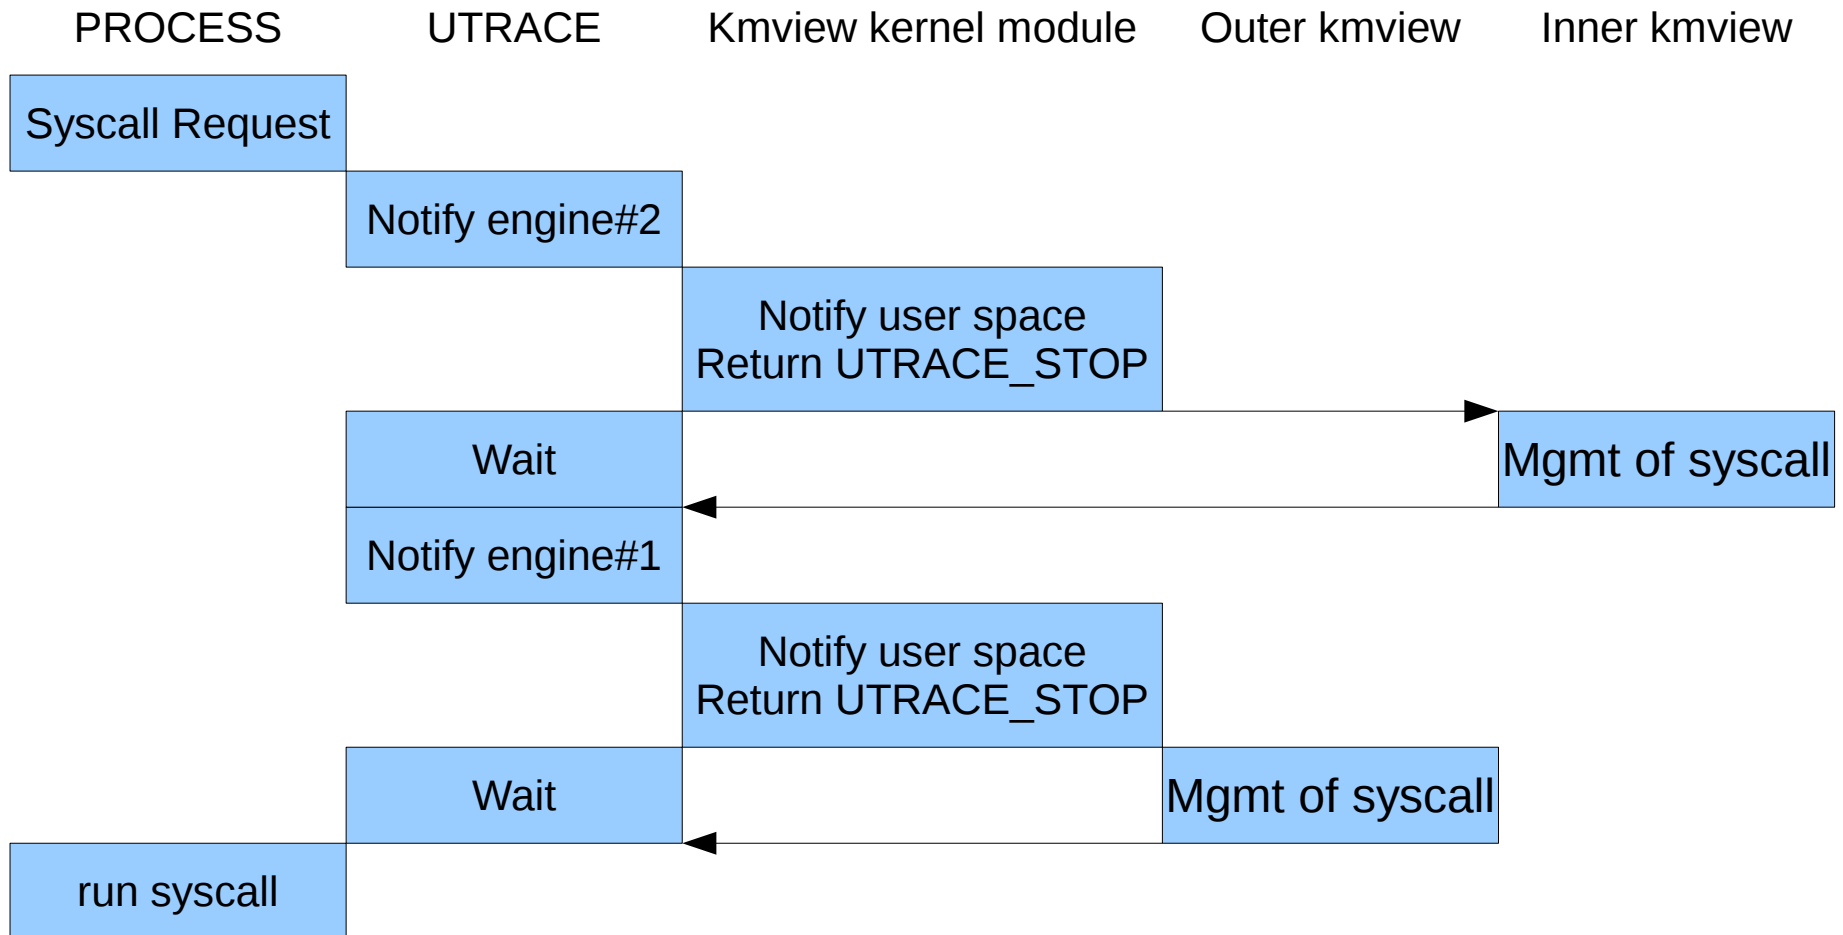 PROCESS
UTRACE
Kmview kernel module
Outer kmview
Inner kmview
Syscall Request
Notify engine#2
Notify user space
Return UTRACE_STOP
Wait
Mgmt of syscall
Notify engine#1
Notify user space
Return UTRACE_STOP
Wait
Mgmt of syscall
run syscall